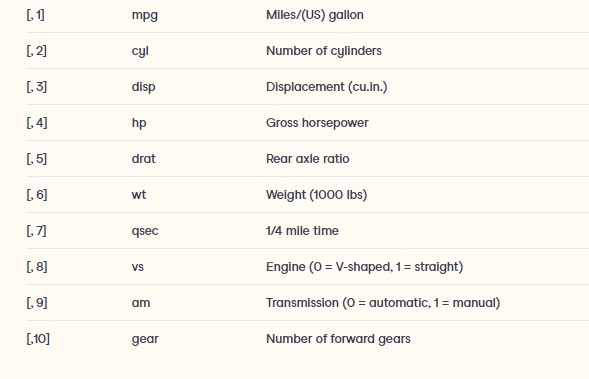 [, 1] mpg Miles/(US) gallon
[, 2] cyl Number of cylinders
[, 3] disp Displacement (cu.in.)
[, 4] hp Gross horsepower
[, 5] drat Rear axle ratio
[, 6] wt Weight (1000 lbs)
[, 7] qsec 1/4 mile time
[, 8] vs Engine (0 = V-shaped, 1 = straight)
[, 9] am Transmission (0 = automatic, 1 = manual)
[,10] gear Number of forward gears